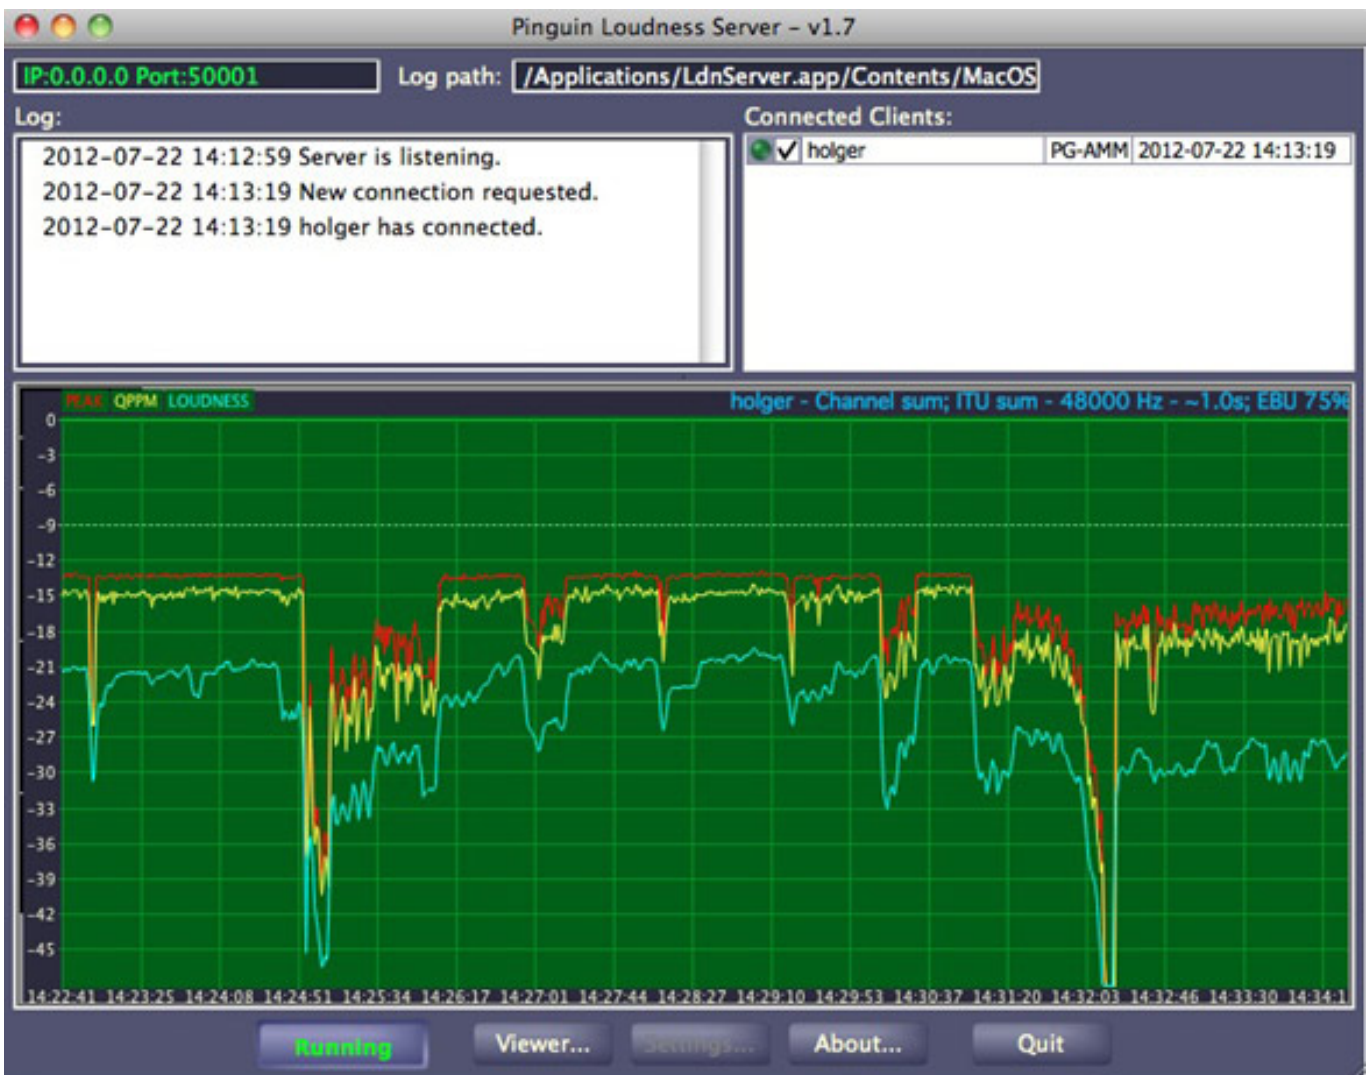 Pinguin Loudness Server – v1.7
IP:0.0.0.0 Port:50001
Log path: /Applications/LdnServer.app/Contents/MacOS
Log:
2012-07-22 14:12:59 Server is listening.
2012-07-22 14:13:19 New connection requested.
2012-07-22 14:13:19 holger has connected.
Connected Clients:
holger PG-AMM 2012-07-22 14:13:19
PEAK QPPM LOUDNESS
holger - Channel sum; ITU sum - 48000 Hz - ~1.0s; EBU 75%
0
-3
-6
-9
-12
-15
-18
-21
-24
-27
-30
-33
-36
-39
-42
-45
14:22:41 14:23:25 14:24:08 14:24:51 14:25:34 14:26:17 14:27:01 14:27:44 14:28:27 14:29:10 14:29:53 14:30:37 14:31:20 14:32:03 14:32:46 14:33:30 14:34:1
Running Viewer... Settings... About... Quit